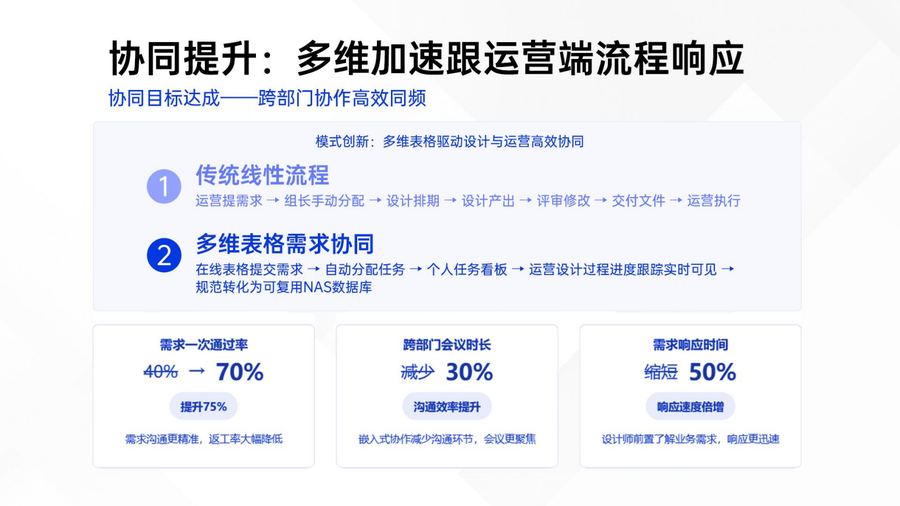 协同提升：多维加速跟运营端流程响应
协同目标达成——跨部门协作高效同频
模式创新：多维表格驱动设计与运营高效协同
1
传统线性流程
运营提需求 → 组长手动分配 → 设计排期 → 设计产出 → 评审修改 → 交付文件 → 运营执行
2
多维表格需求协同
在线表格提交需求 → 自动分配任务 → 个人任务看板 → 运营设计过程进度跟踪实时可见 →
规范转化为可复用NAS数据库
需求一次通过率
40% → 70%
提升75%
需求沟通更精准，返工率大幅降低
跨部门会议时长
减少 30%
沟通效率提升
嵌入式协作减少沟通环节，会议更聚焦
需求响应时间
缩短 50%
响应速度倍增
设计师前置了解业务需求，响应更迅速